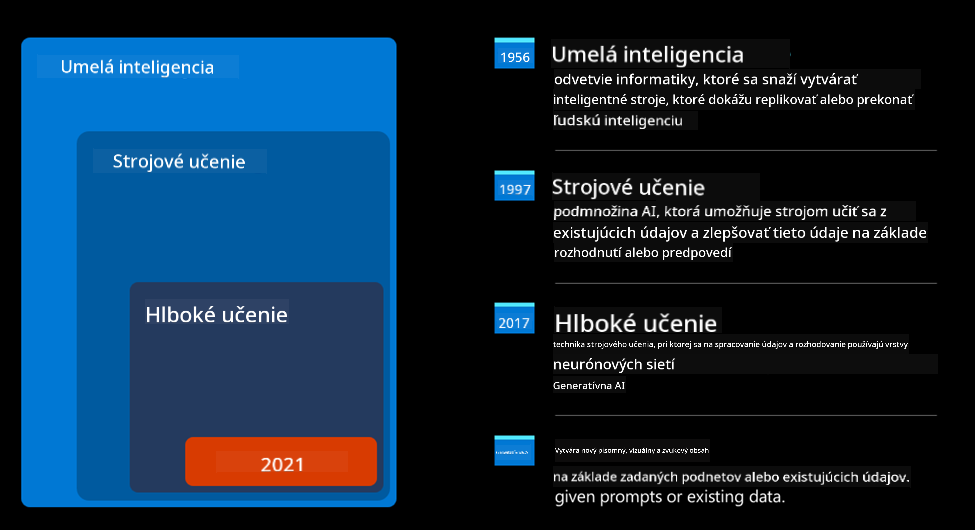 Umelá inteligencia
Strojové učenie
Hlboké učenie
2021
1956
Umelá inteligencia
odvetvie informatiky, ktoré sa snaží vytvárať
inteligentné stroje, ktoré dokážu replikovať alebo prekonať
ľudskú inteligenciu
1997
Strojové učenie
podmnožina AI, ktorá umožňuje strojom učiť sa z
existujúcich údajov a zlepšovať tieto údaje na základe
rozhodnutí alebo predpovedí
2017
Hlboké učenie
technika strojového učenia, pri ktorej sa na spracovanie údajov a rozhodovanie používajú vrstvy
neurónových sietí
Generatívna AI
Vytvára nový písomný, vizuálny a zvukový obsah
na základe zadaných podnetov alebo existujúcich údajov.
given prompts or existing data.